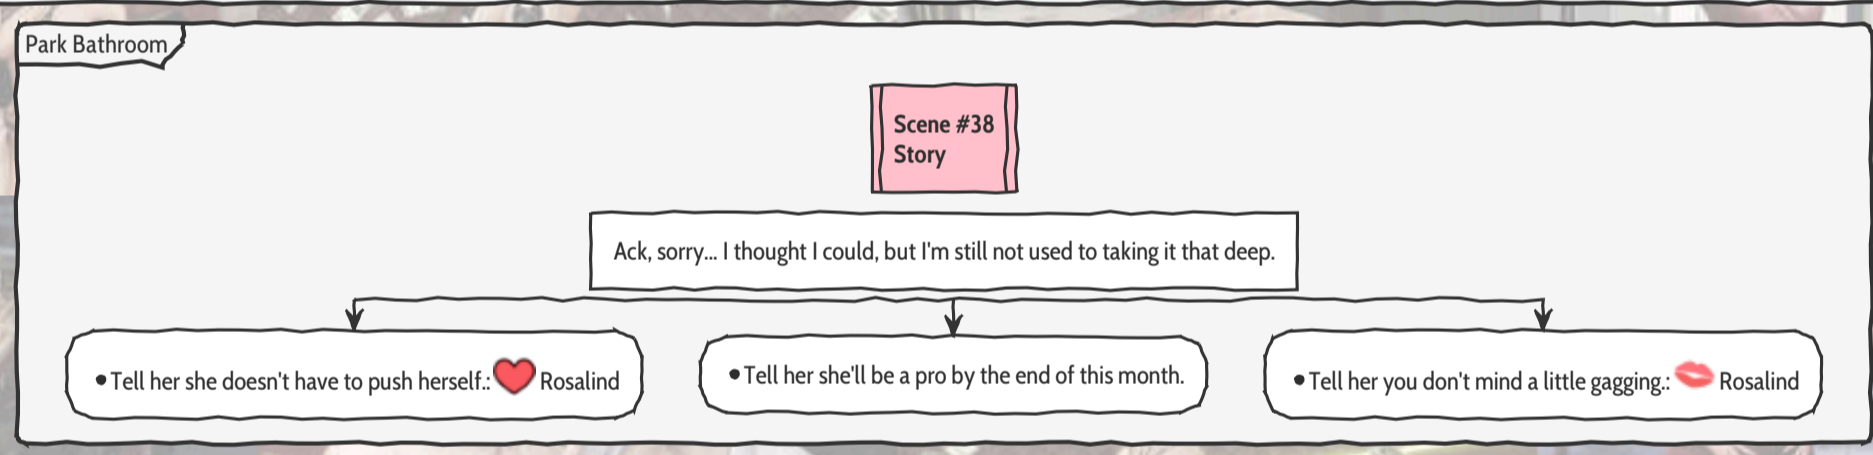 Park Bathroom
Scene #38
Story
Ack, sorry... I thought I could, but I'm still not used to taking it that deep.
•Tell her she doesn't have to push herself.: Rosalind
•Tell her she'll be a pro by the end of this month.
•Tell her you don't mind a little gagging.: Rosalind